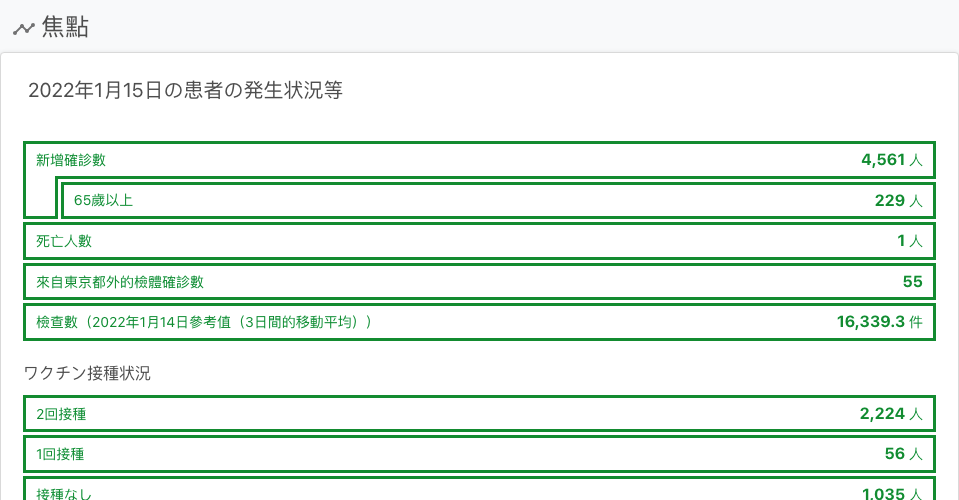 焦點
2022年1月15日の患者の発生状況等
新增確診數 4,561 人
65歲以上 229 人
死亡人數 1 人
來自東京都外的檢體確診數 55
檢查數（2022年1月14日參考值（3日間的移動平均）） 16,339.3 件
ワクチン接種状況
2回接種 2,224 人
1回接種 56 人
接種なし 1,035 人